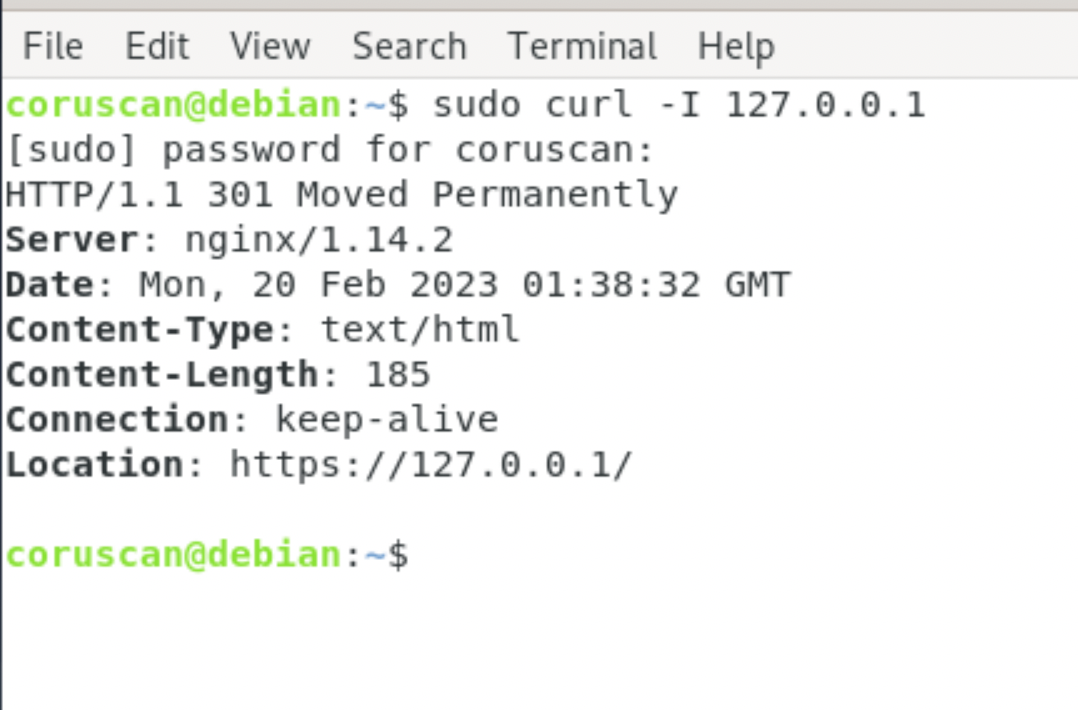 File Edit View Search Terminal Help
coruscan@debian:~$ sudo curl -I 127.0.0.1
[sudo] password for coruscan:
HTTP/1.1 301 Moved Permanently
Server: nginx/1.14.2
Date: Mon, 20 Feb 2023 01:38:32 GMT
Content-Type: text/html
Content-Length: 185
Connection: keep-alive
Location: https://127.0.0.1/
coruscan@debian:~$